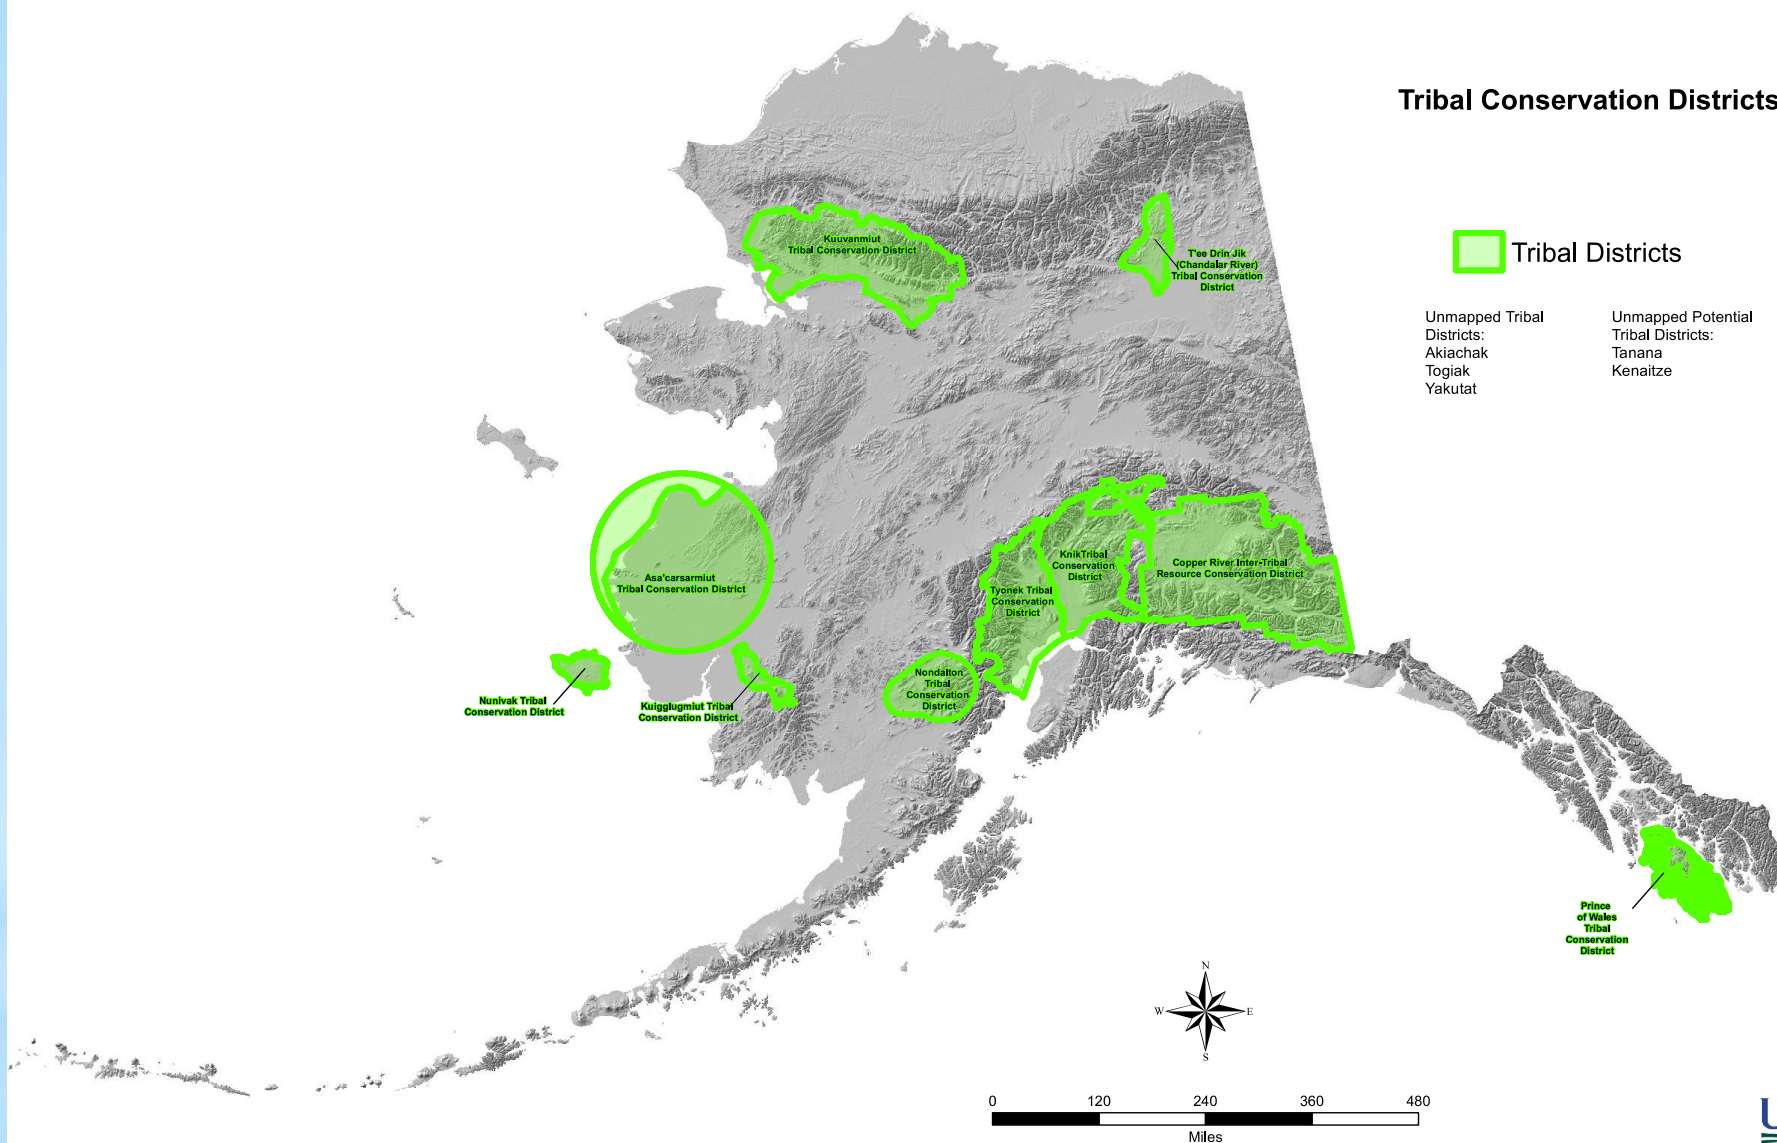 Tribal Conservation Districts
Kuuvanmiut
Tribal Conservation District
T'ee Drin Jik
(Chandalar River)
Tribal Conservation
District
Tribal Districts
Unmapped Tribal
Districts:
Akiachak
Togiak
Yakutat
Unmapped Potential
Tribal Districts:
Tanana
Kenaitze
Asa'carsarmiut
Tribal Conservation District
KnikTribal
Conservation
District
Copper River Inter-Tribal
Resource Conservation District
Tyonek Tribal
Conservation
District
Nondalton
Tribal
Conservation
District
Nunivak Tribal
Conservation District
Kuigglugmiut Tribal
Conservation District
Prince
of Wales
Tribal
Conservation
District
N
W E
S
0 120 240 360 480
Miles
U